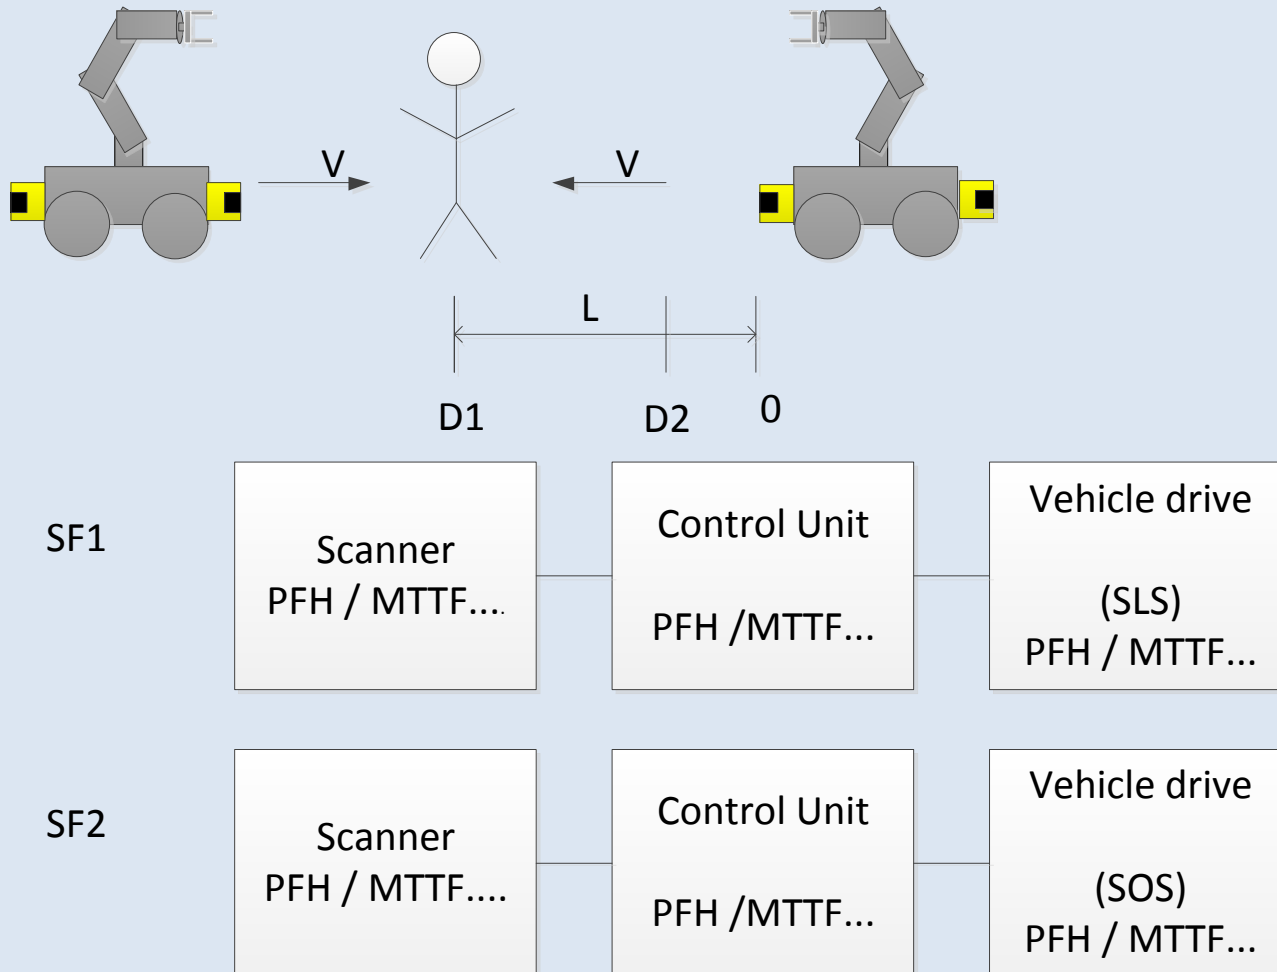 V
V
L
D1
D2
0
SF1
Scanner
PFH / MTTF....
Control Unit
PFH /MTTF...
Vehicle drive
(SLS)
PFH / MTTF...
SF2
Scanner
PFH / MTTF....
Control Unit
PFH /MTTF...
Vehicle drive
(SOS)
PFH / MTTF...